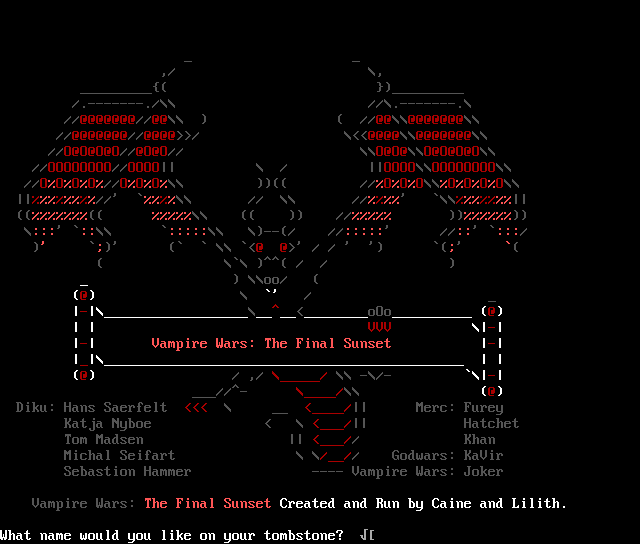 Vampire Wars: The Final Sunset
Diku: Hans Saerfelt Merc: Furey
Katja Nyboe Hatchet
Tom Madsen Khan
Michal Seifart Godwars: KaVir
Sebastion Hammer Vampire Wars: Joker
Vampire Wars: The Final Sunset Created and Run by Caine and Lilith.
What name would you like on your tombstone?